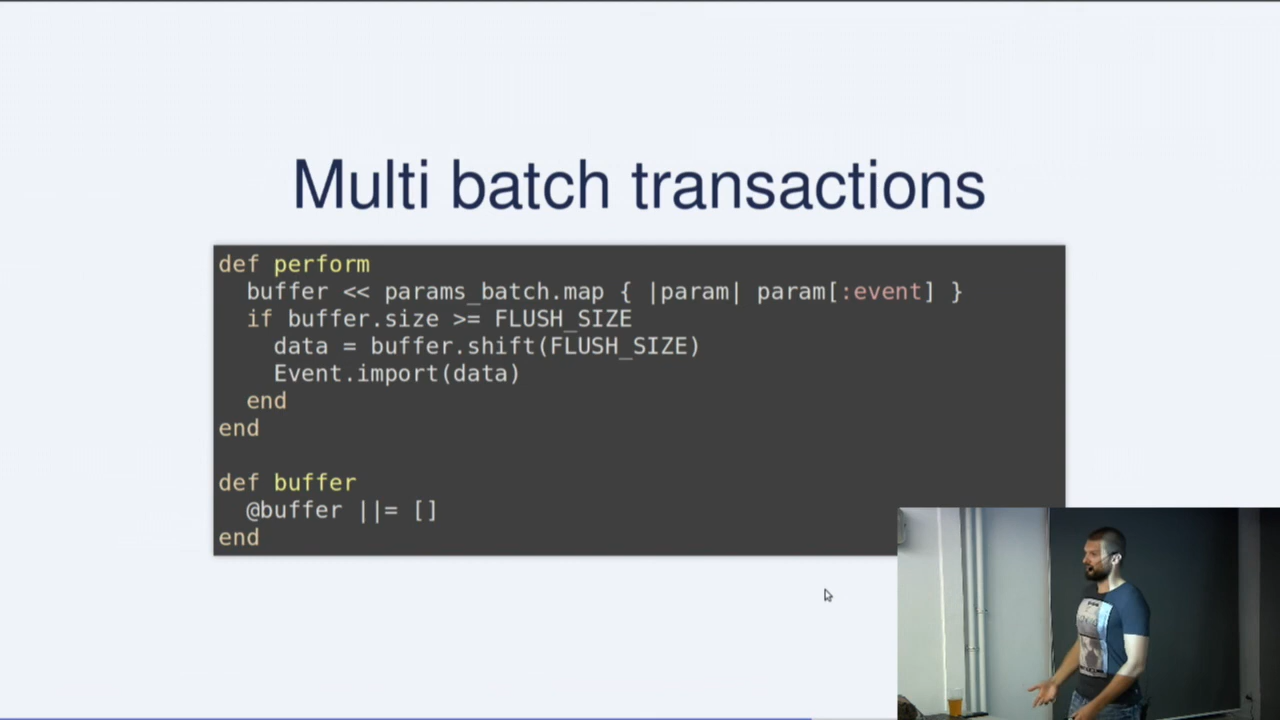 Multi batch transactions
def perform
  buffer << params_batch.map { |param| param[:event] }
  if buffer.size >= FLUSH_SIZE
    data = buffer.shift(FLUSH_SIZE)
    Event.import(data)
  end
end

def buffer
  @buffer ||= []
end